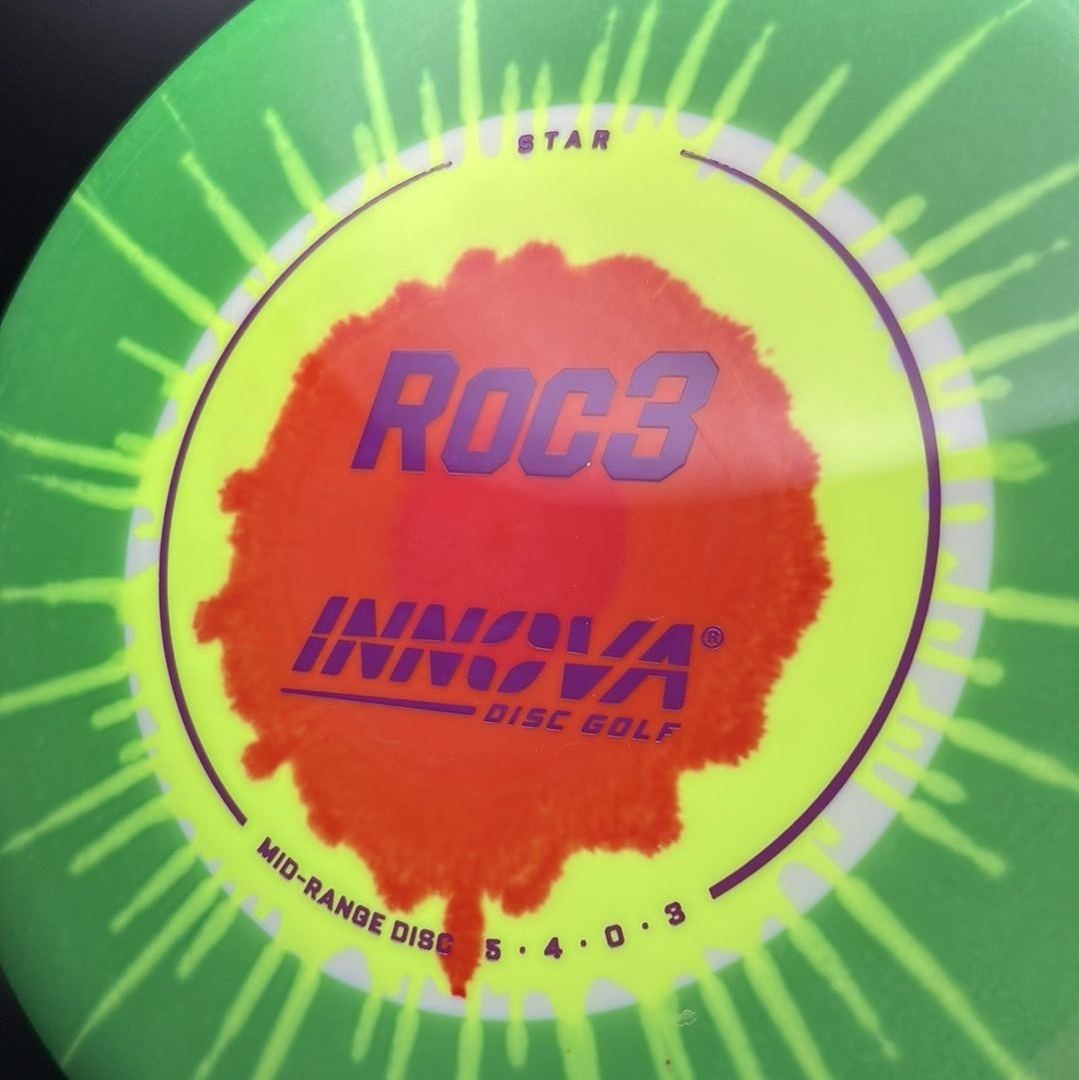 STAR
Roc3
INNOVA®
DISC GOLF
MID-RANGE DISC 5 · 4 · 0 · 3